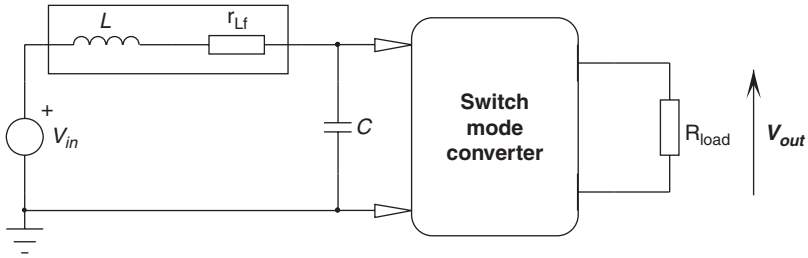 L
r_Lf
+
V_in
C
Switch
mode
converter
R_load
V_out